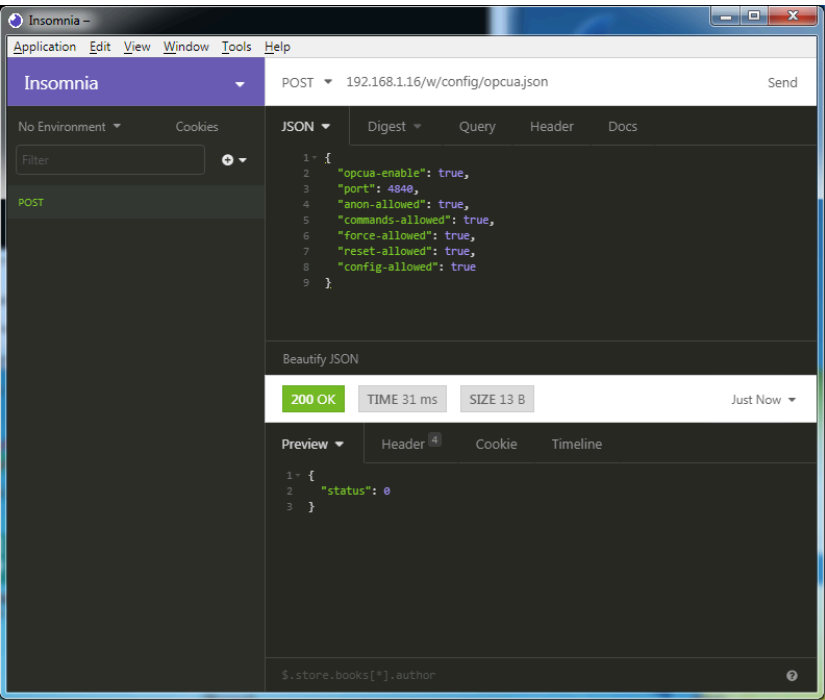 Insomnia –
Application Edit View Window Tools Help
Insomnia
POST 192.168.1.16/w/config/opcua.json Send
No Environment Cookies
JSON Digest Query Header Docs
Filter
POST
1 {
2 "opcua-enable": true,
3 "port": 4840,
4 "anon-allowed": true,
5 "commands-allowed": true,
6 "force-allowed": true,
7 "reset-allowed": true,
8 "config-allowed": true
9 }
Beautify JSON
200 OK TIME 31 ms SIZE 13 B Just Now
Preview Header 4 Cookie Timeline
1 {
2 "status": 0
3 }
$.store.books[*].author